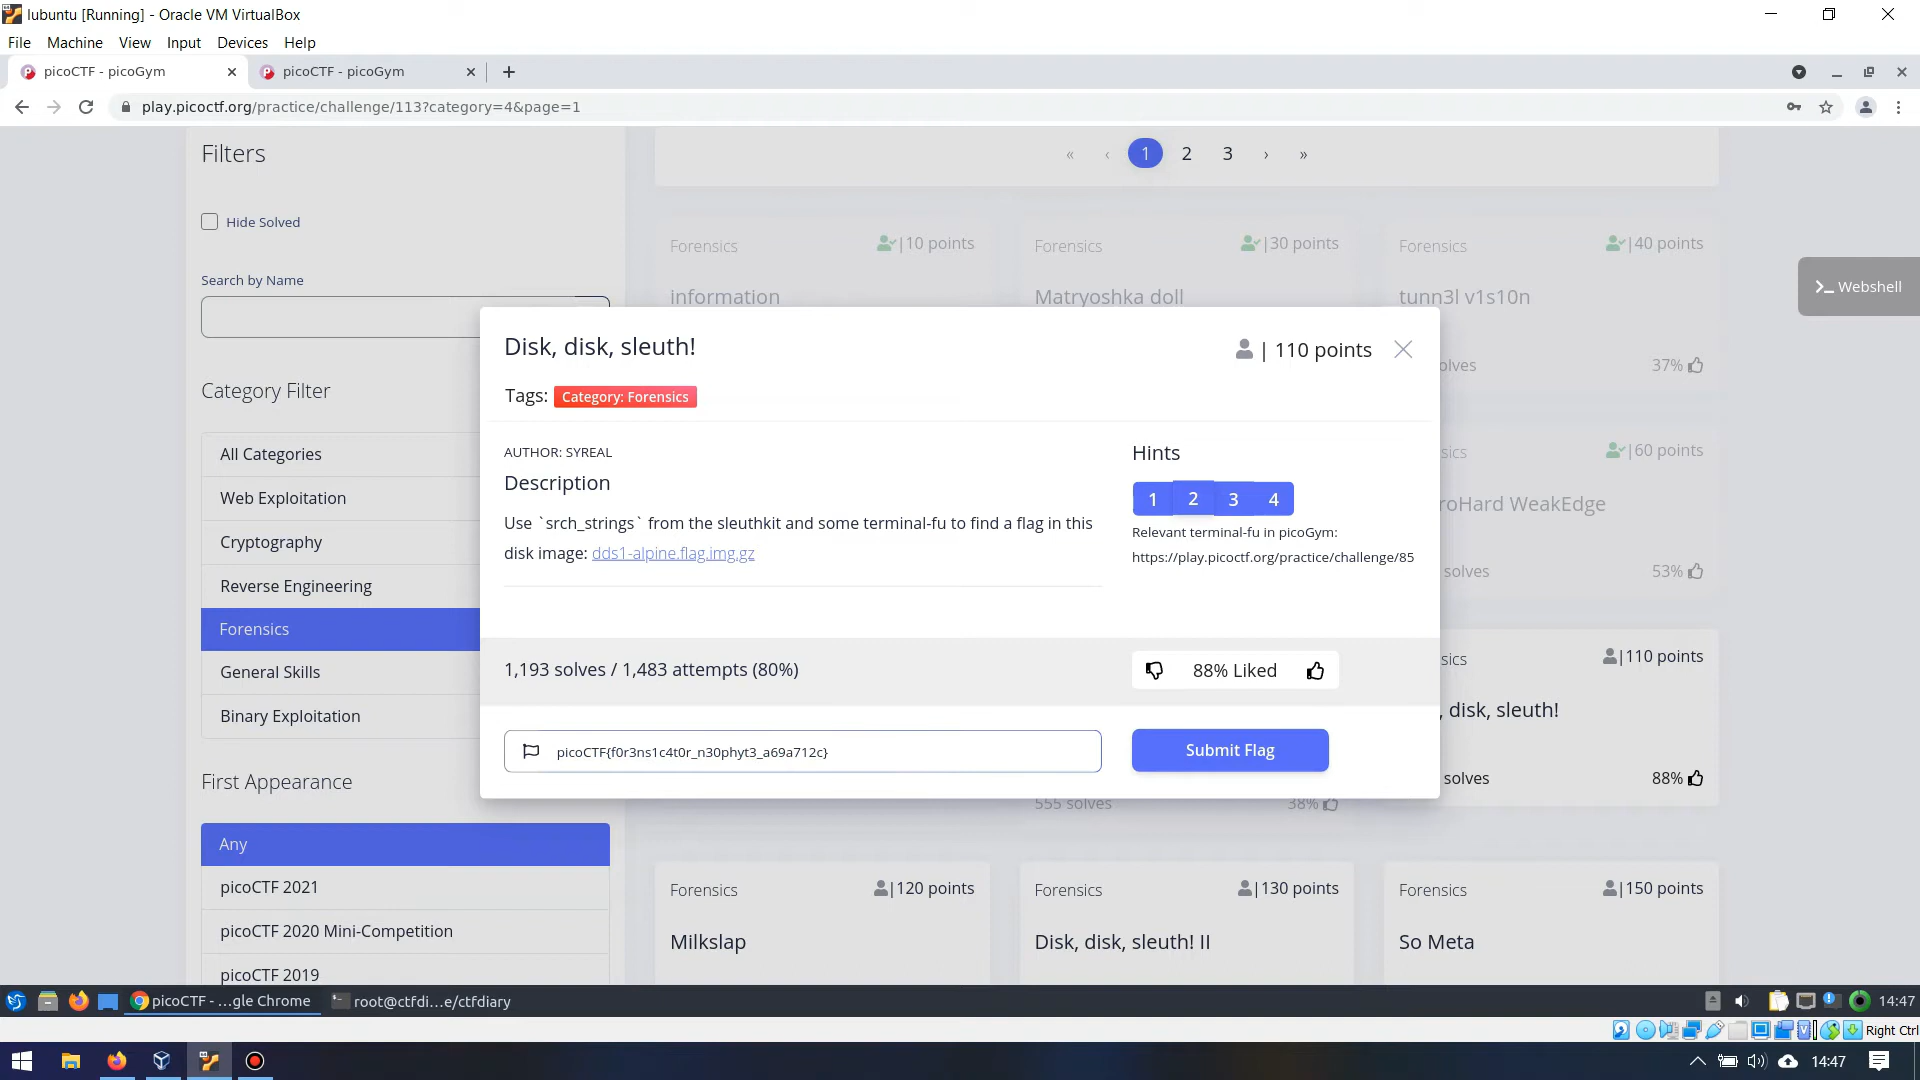 lubuntu [Running] - Oracle VM VirtualBox
File Machine View Input Devices Help
picoCTF - picoGym
picoCTF - picoGym
play.picoctf.org/practice/challenge/113?category=4&page=1
Filters
« ‹ 1 2 3 › »
Hide Solved
Search by Name
Forensics |10 points
information
Forensics |30 points
Matryoshka doll
Forensics |40 points
tunn3l v1s10n
Webshell
olves 37%
Category Filter
All Categories
Web Exploitation
Cryptography
Reverse Engineering
Forensics
General Skills
Binary Exploitation
Disk, disk, sleuth!
| 110 points
Tags: Category: Forensics
AUTHOR: SYREAL
Description
Use `srch_strings` from the sleuthkit and some terminal-fu to find a flag in this
disk image: dds1-alpine.flag.img.gz
Hints
1 2 3 4
Relevant terminal-fu in picoGym:
https://play.picoctf.org/practice/challenge/85
1,193 solves / 1,483 attempts (80%)
88% Liked
picoCTF{f0r3ns1c4t0r_n30phyt3_a69a712c}
Submit Flag
sics |60 points
roHard WeakEdge
solves 53%
sics |110 points
, disk, sleuth!
solves 88%
555 solves 38%
First Appearance
Any
picoCTF 2021
picoCTF 2020 Mini-Competition
picoCTF 2019
Forensics |120 points
Milkslap
Forensics |130 points
Disk, disk, sleuth! II
Forensics |150 points
So Meta
picoCTF - ...gle Chrome
root@ctfdi...e/ctfdiary
14:47
Right Ctrl
14:47